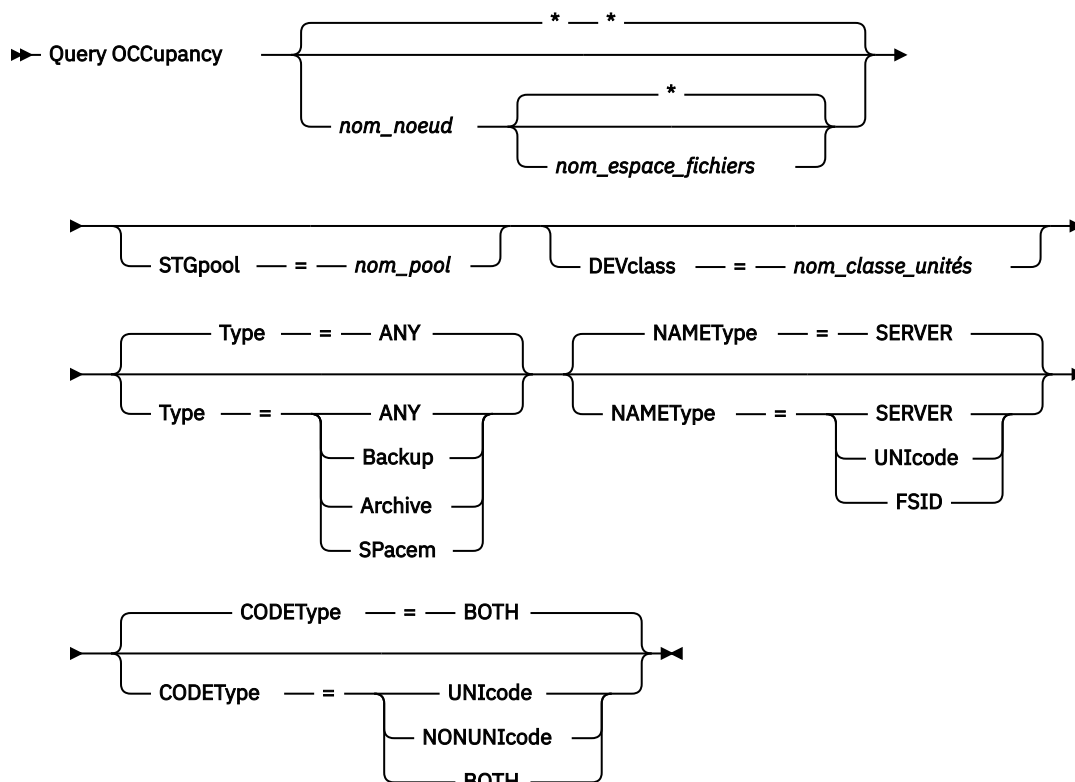 * *
Query OCCupancy
*
nom_noeud
nom_espace_fichiers
STGpool = nom_pool DEVclass = nom_classe_unités
Type = ANY NAMEType = SERVER
Type = ANY NAMEType = SERVER
Backup UNIcode
Archive FSID
SPacem
CODEType = BOTH
CODEType = UNIcode
NONUNIcode
BOTH